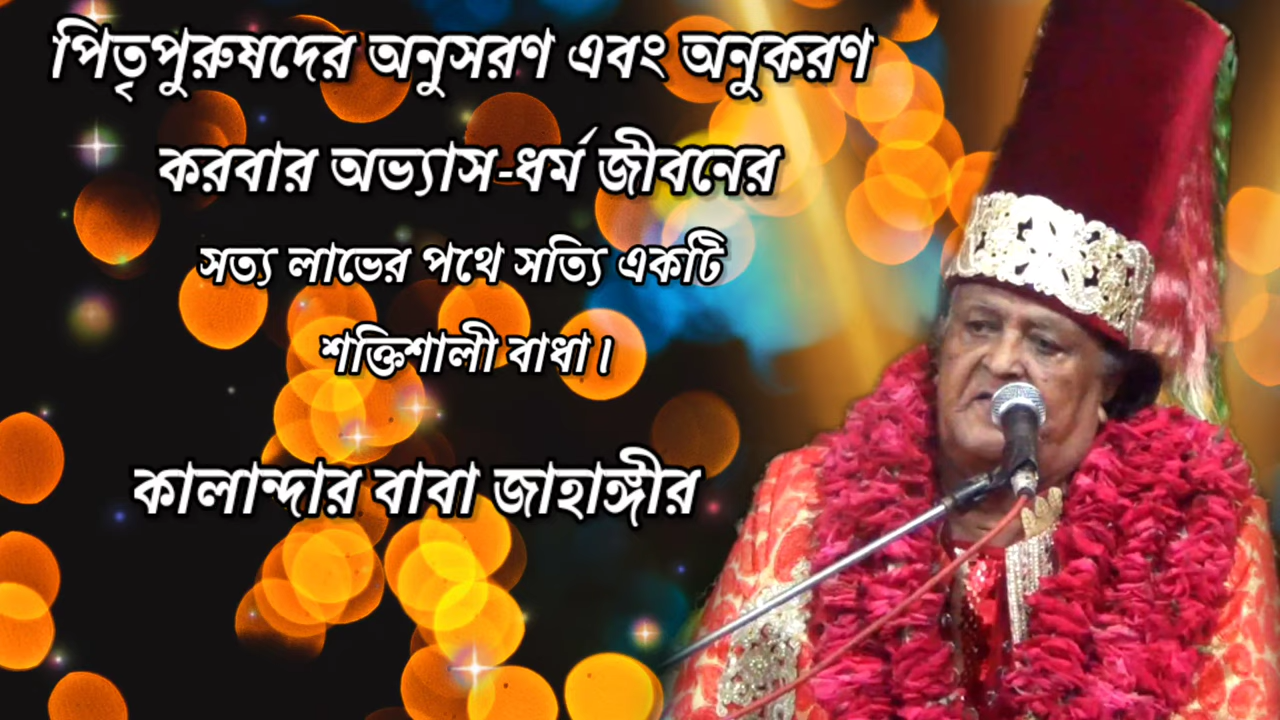 পিতৃপুরুষদের অনুসরণ এবং অনুকরণ
করবার অভ্যাস-ধর্ম জীবনের
সত্য লাভের পথে সত্যি একটি
শক্তিশালী বাধা।
কালান্দার বাবা জাহাঙ্গীর